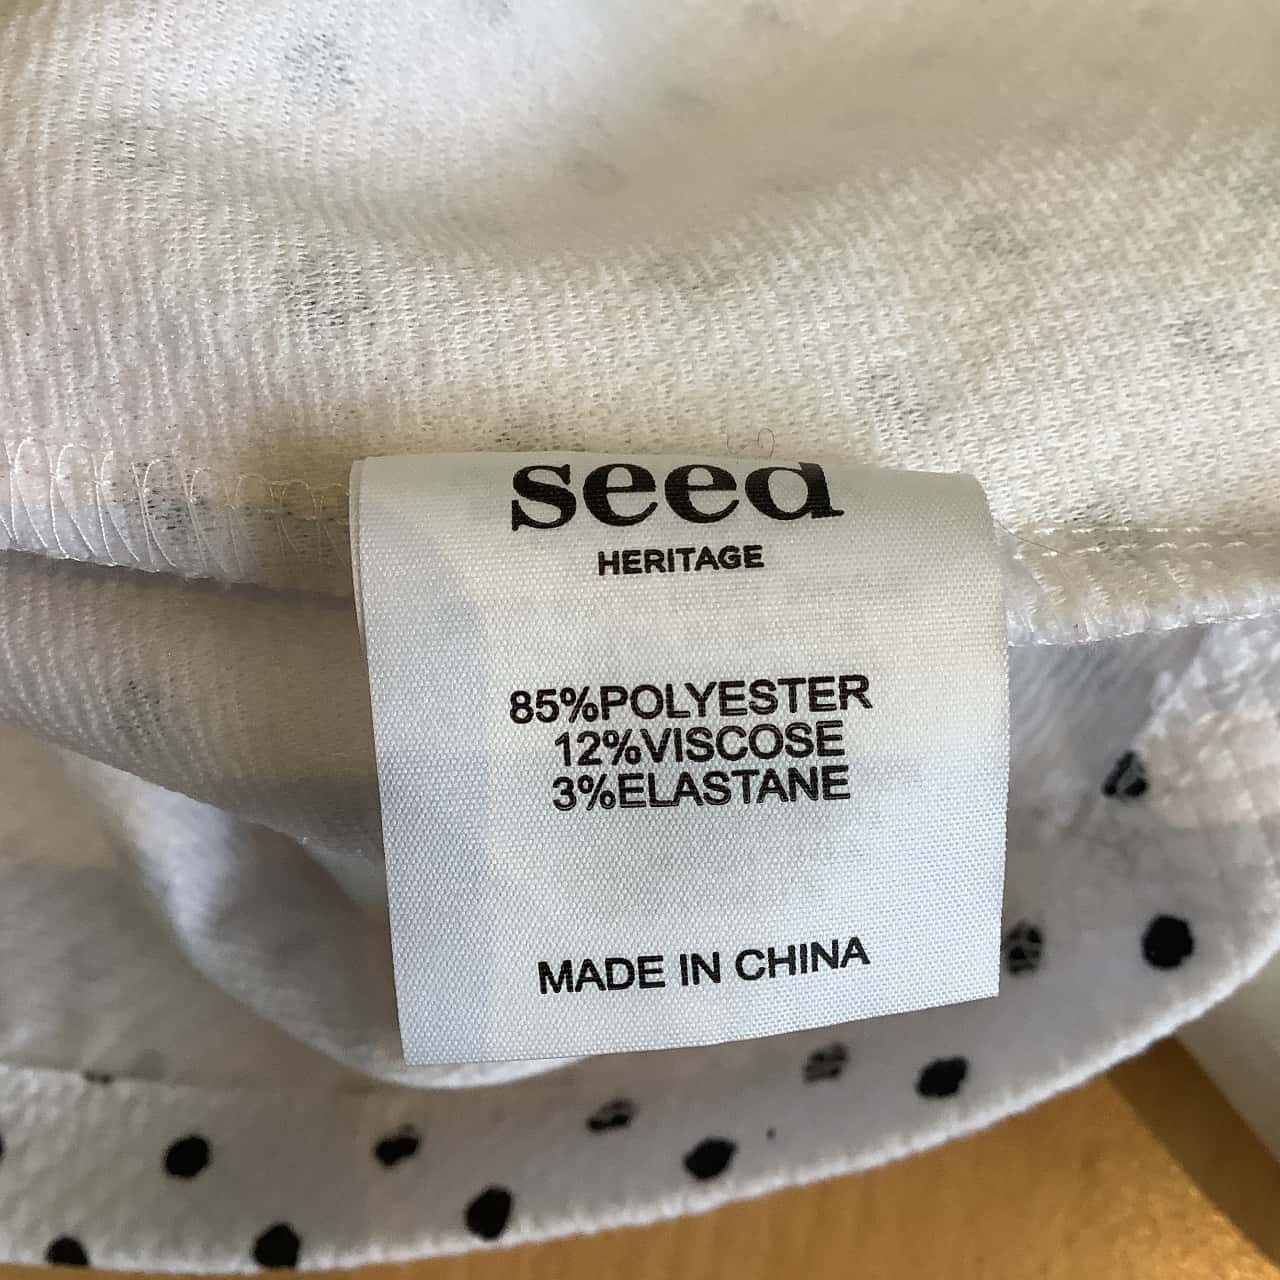 seed
HERITAGE
85%POLYESTER
12%VISCOSE
3%ELASTANE
MADE IN CHINA